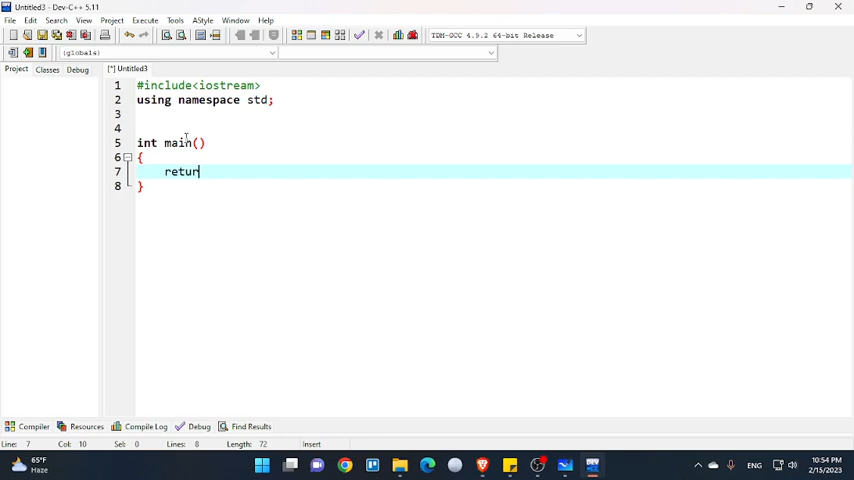 Untitled3 - Dev-C++ 5.11
File Edit Search View Project Execute Tools AStyle Window Help
TDM-GCC 4.9.2 64-bit Release
(globals)
Project Classes Debug [*] Untitled3
1 #include<iostream>
2 using namespace std;
3
4
5 int main()
6 {
7 retur
8 }
Compiler Resources Compile Log Debug Find Results
Line: 7 Col: 10 Sel: 0 Lines: 8 Length: 72 Insert
65°F
Haze
ENG
10:54 PM
2/15/2023